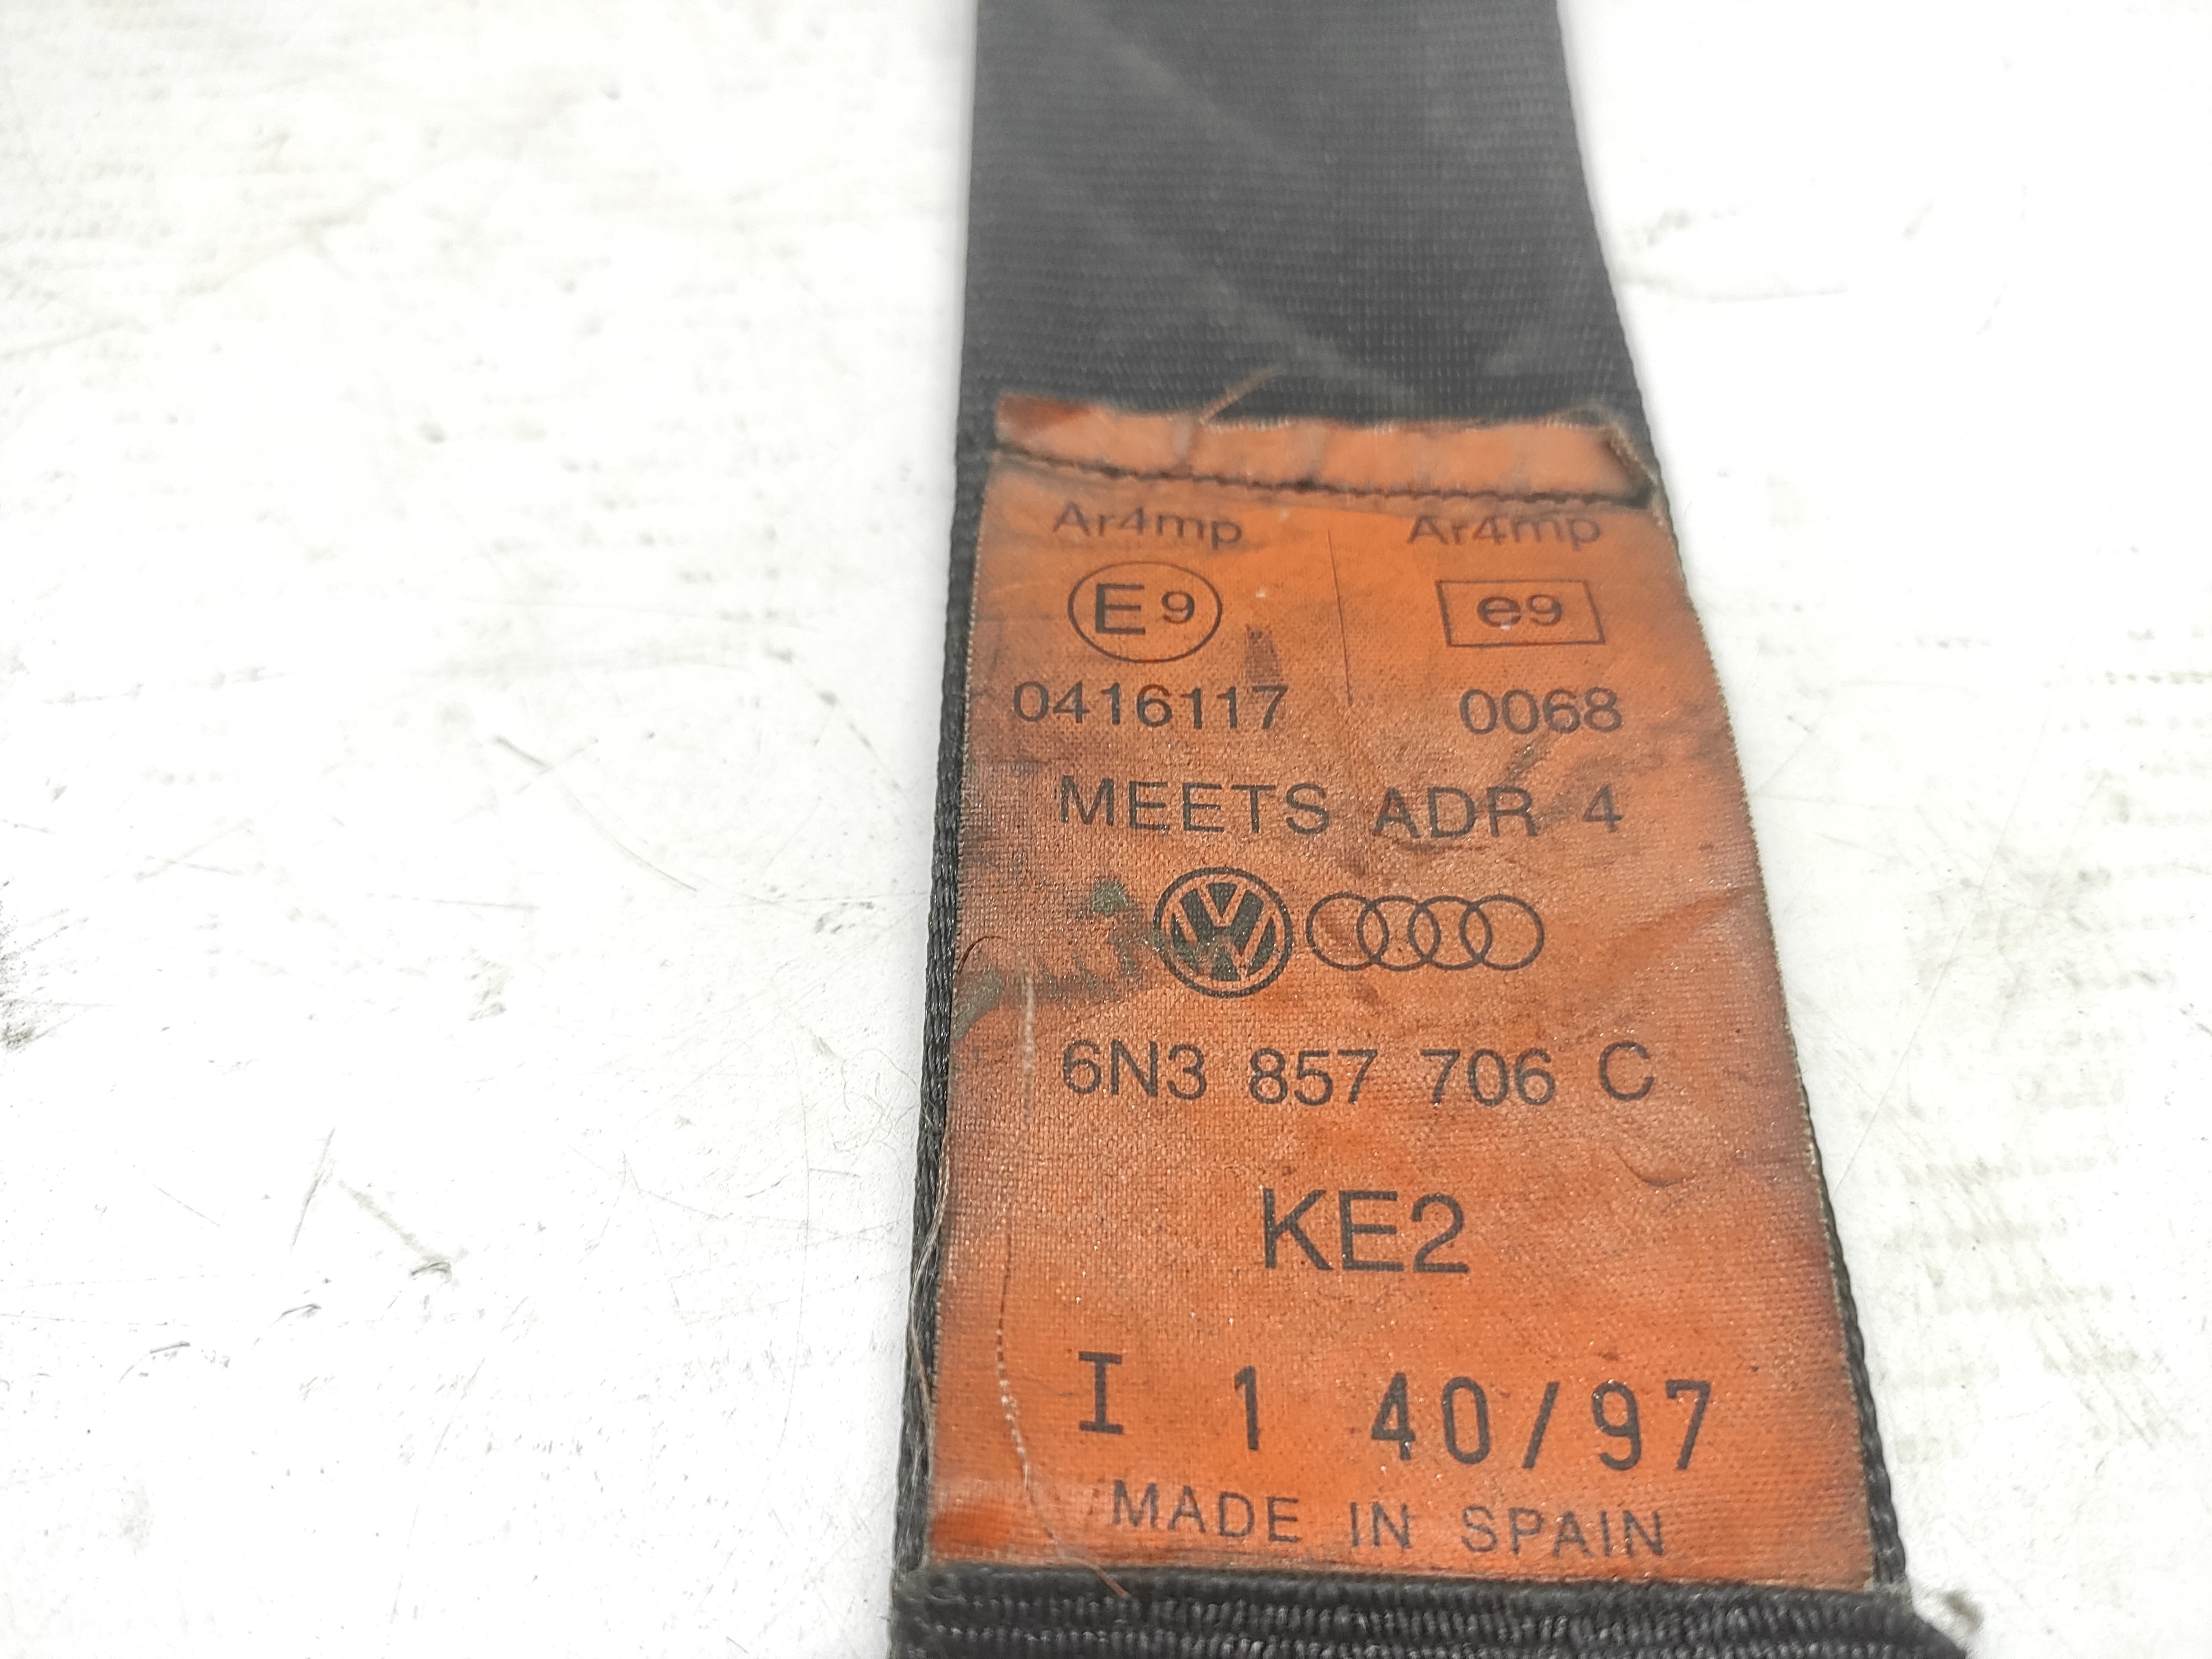 Ar4mp Ar4mp
E9 e9
0416117 0068
MEETS ADR 4
6N3 857 706 C
KE2
I 1 40/97
MADE IN SPAIN